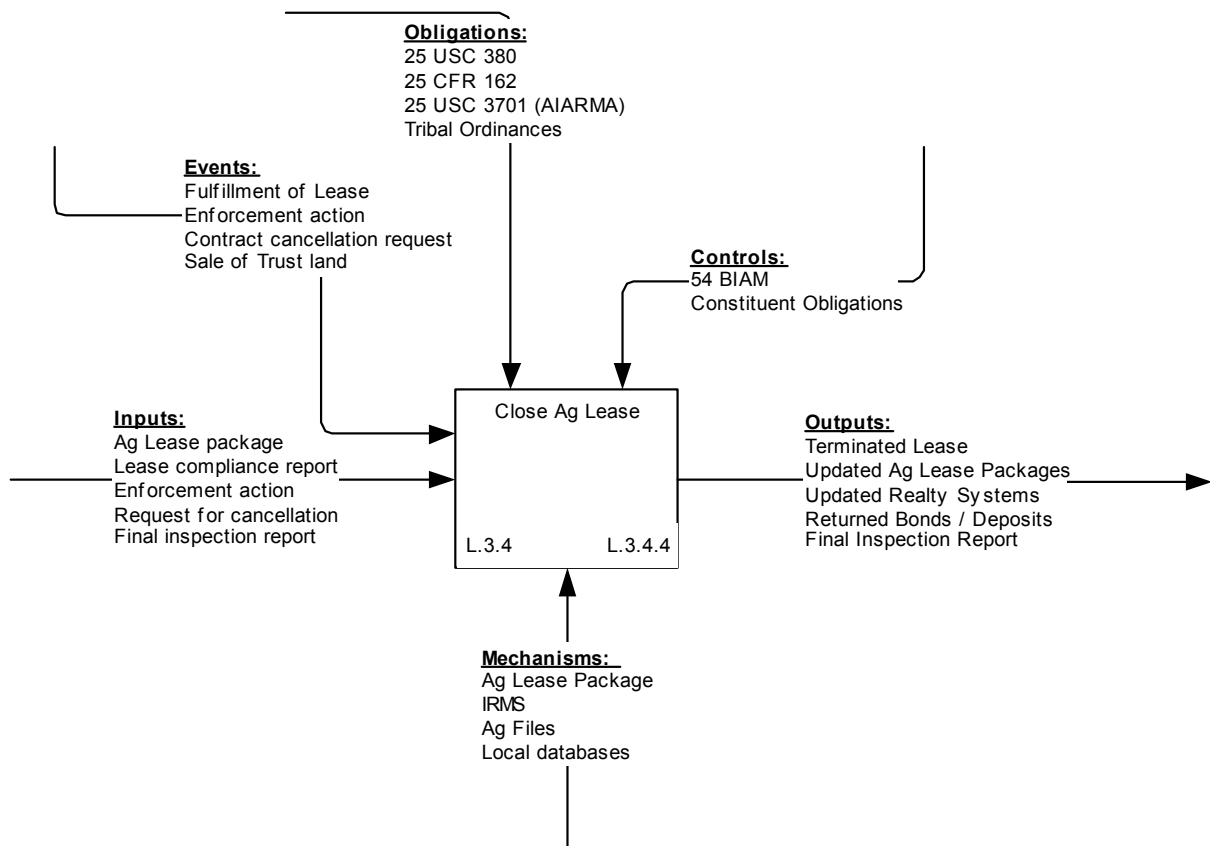 Obligations:
25 USC 380
25 CFR 162
25 USC 3701 (AIARMA)
Tribal Ordinances
Events:
Fulfillment of Lease
Enforcement action
Contract cancellation request
Sale of Trust land
Controls:
54 BIAM
Constituent Obligations
Inputs:
Ag Lease package
Lease compliance report
Enforcement action
Request for cancellation
Final inspection report
Close Ag Lease
L.3.4 L.3.4.4
Outputs:
Terminated Lease
Updated Ag Lease Packages
Updated Realty Systems
Returned Bonds / Deposits
Final Inspection Report
Mechanisms:
Ag Lease Package
IRMS
Ag Files
Local databases